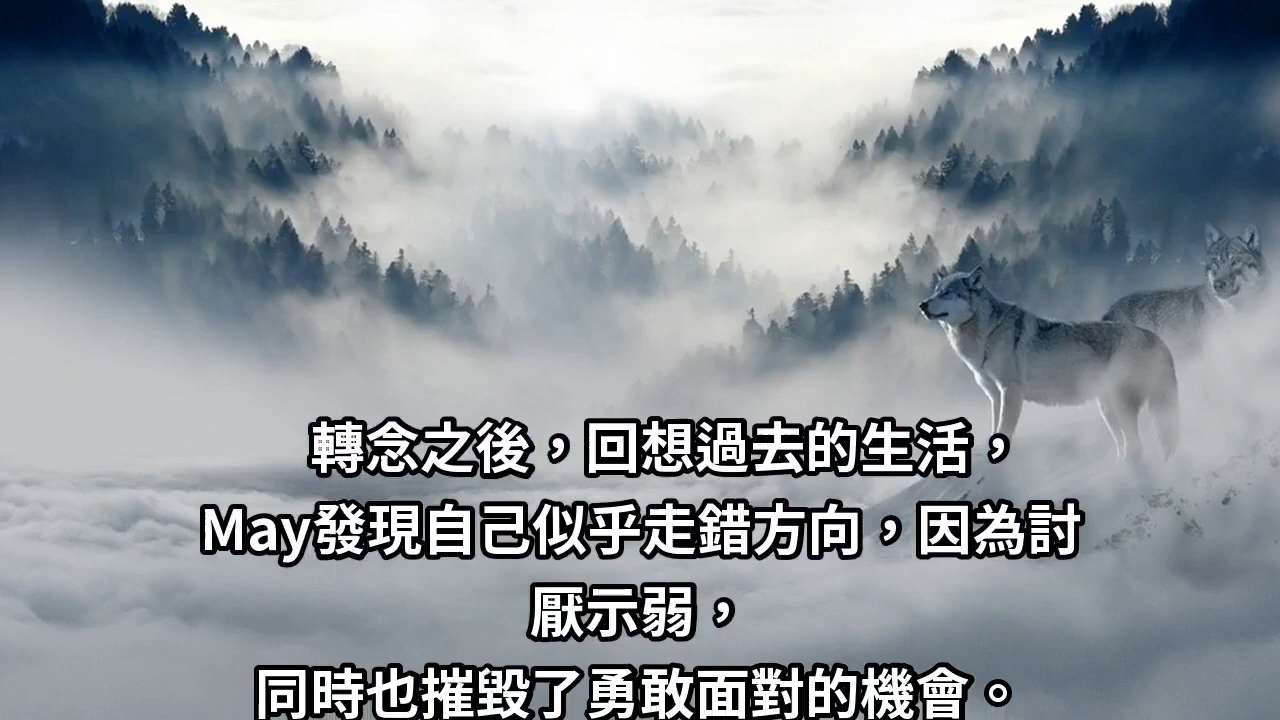 轉念之後，回想過去的生活，
May發現自己似乎走錯方向，因為討
厭示弱，
同時也摧毀了勇敢面對的機會。